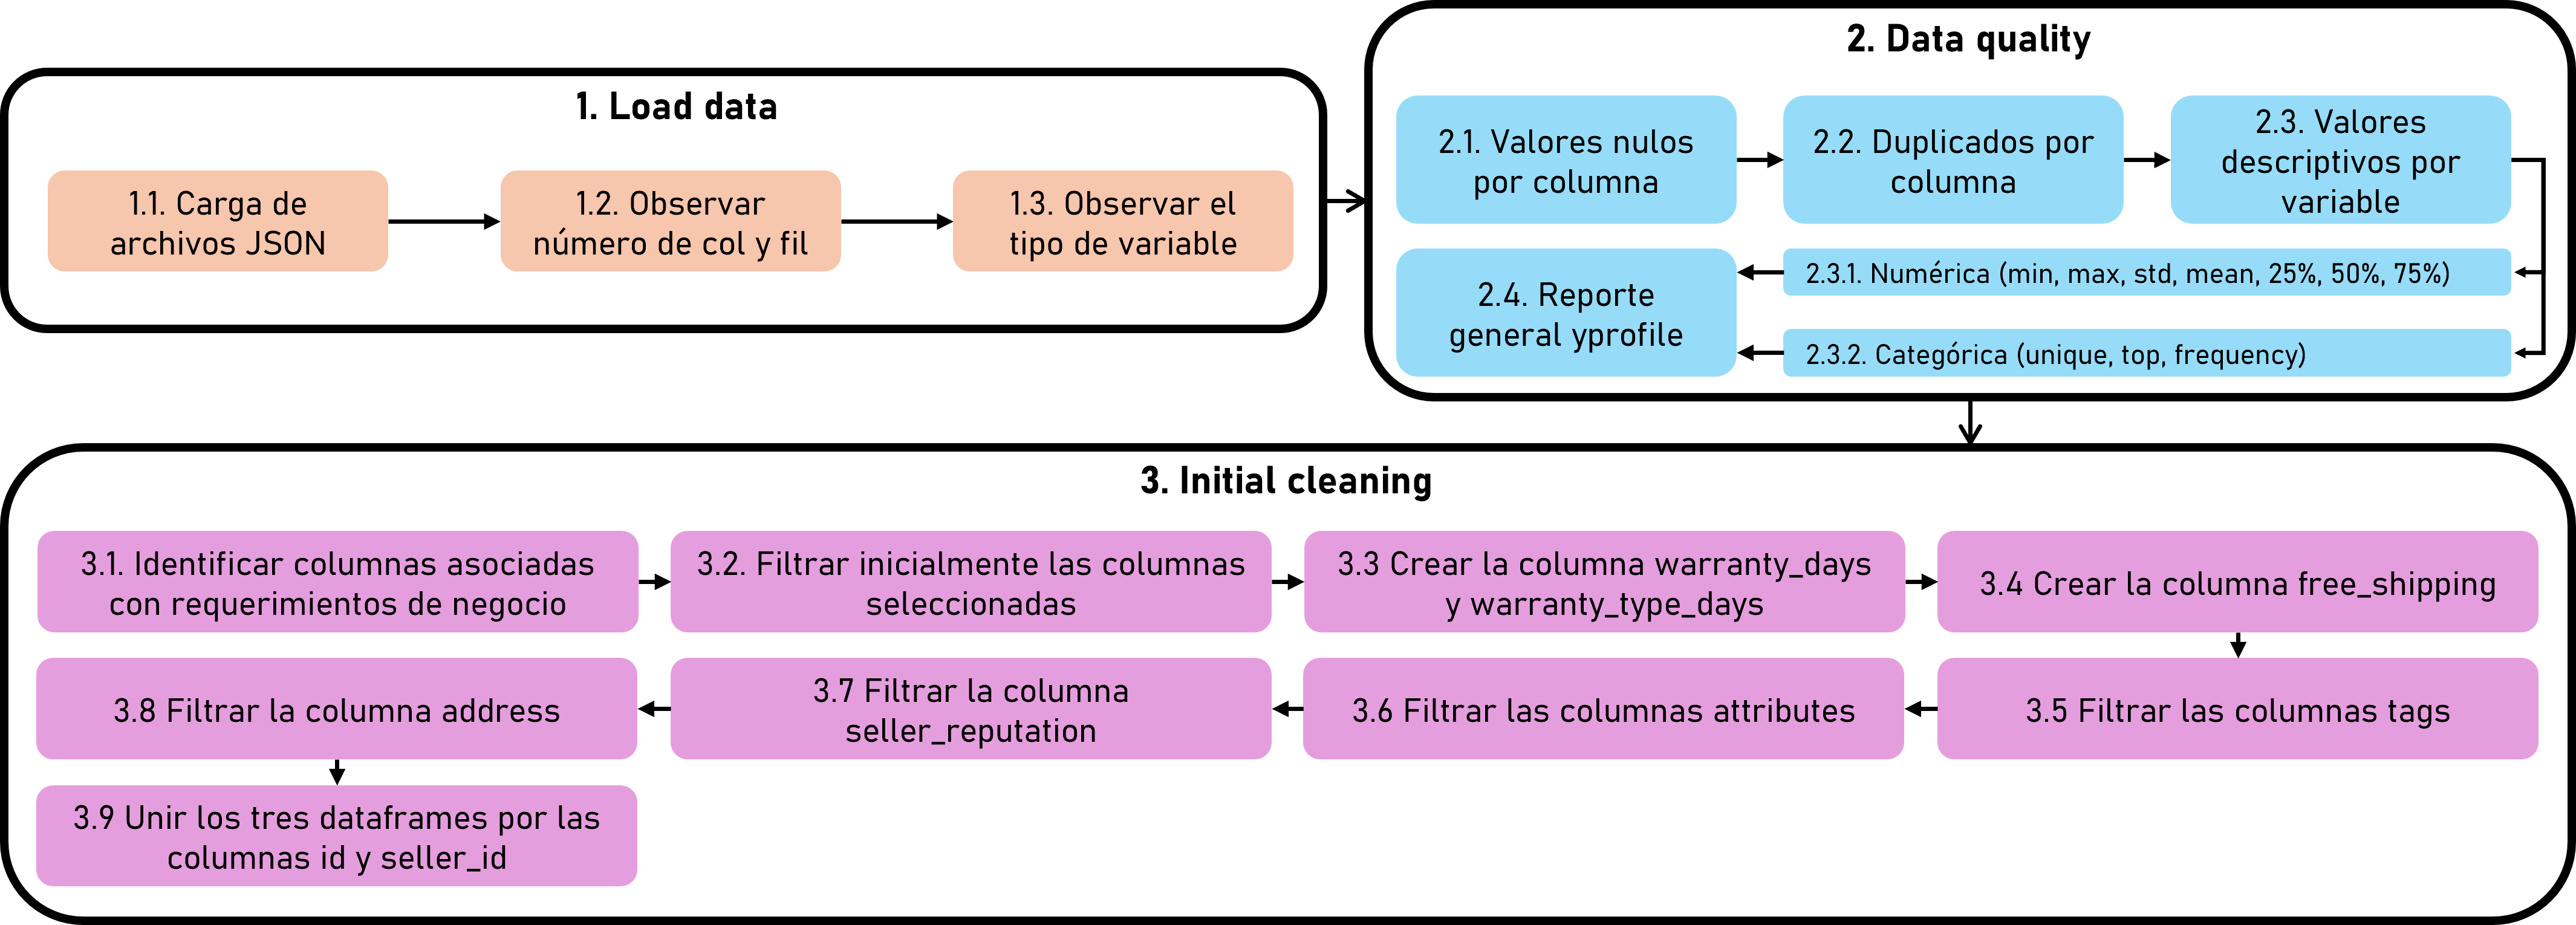 1. Load data
1.1. Carga de
archivos JSON
1.2. Observar
número de col y fil
1.3. Observar el
tipo de variable
2. Data quality
2.1. Valores nulos
por columna
2.2. Duplicados por
columna
2.3. Valores
descriptivos por
variable
2.3.1. Numérica (min, max, std, mean, 25%, 50%, 75%)
2.3.2. Categórica (unique, top, frequency)
2.4. Reporte
general yprofile
3. Initial cleaning
3.1. Identificar columnas asociadas
con requerimientos de negocio
3.2. Filtrar inicialmente las columnas
seleccionadas
3.3 Crear la columna warranty_days
y warranty_type_days
3.4 Crear la columna free_shipping
3.5 Filtrar las columnas tags
3.6 Filtrar las columnas attributes
3.7 Filtrar la columna
seller_reputation
3.8 Filtrar la columna address
3.9 Unir los tres dataframes por las
columnas id y seller_id